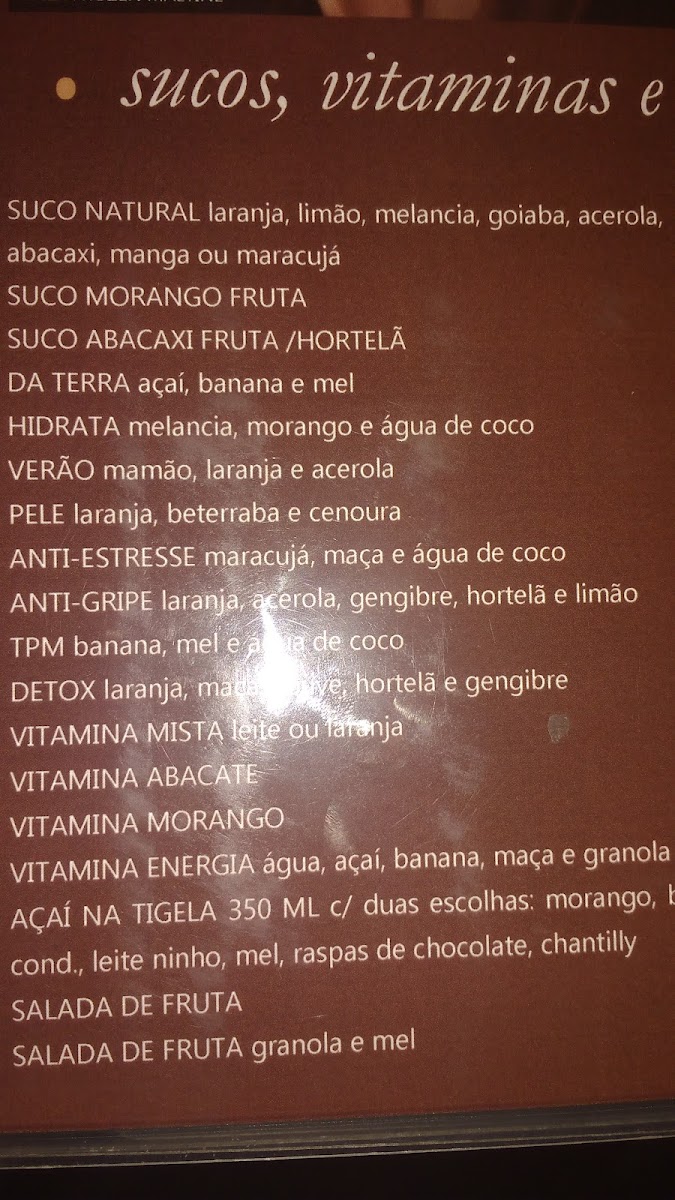 • sucos, vitaminas e
SUCO NATURAL laranja, limão, melancia, goiaba, acerola,
abacaxi, manga ou maracujá
SUCO MORANGO FRUTA
SUCO ABACAXI FRUTA /HORTELÃ
DA TERRA açaí, banana e mel
HIDRATA melancia, morango e água de coco
VERÃO mamão, laranja e acerola
PELE laranja, beterraba e cenoura
ANTI-ESTRESSE maracujá, maça e água de coco
ANTI-GRIPE laranja, acerola, gengibre, hortelã e limão
TPM banana, mel e água de coco
DETOX laranja, hortelã e gengibre
VITAMINA MISTA leite ou laranja
VITAMINA ABACATE
VITAMINA MORANGO
VITAMINA ENERGIA água, açaí, banana, maça e granola
AÇAÍ NA TIGELA 350 ML c/ duas escolhas: morango,
cond., leite ninho, mel, raspas de chocolate, chantilly
SALADA DE FRUTA
SALADA DE FRUTA granola e mel